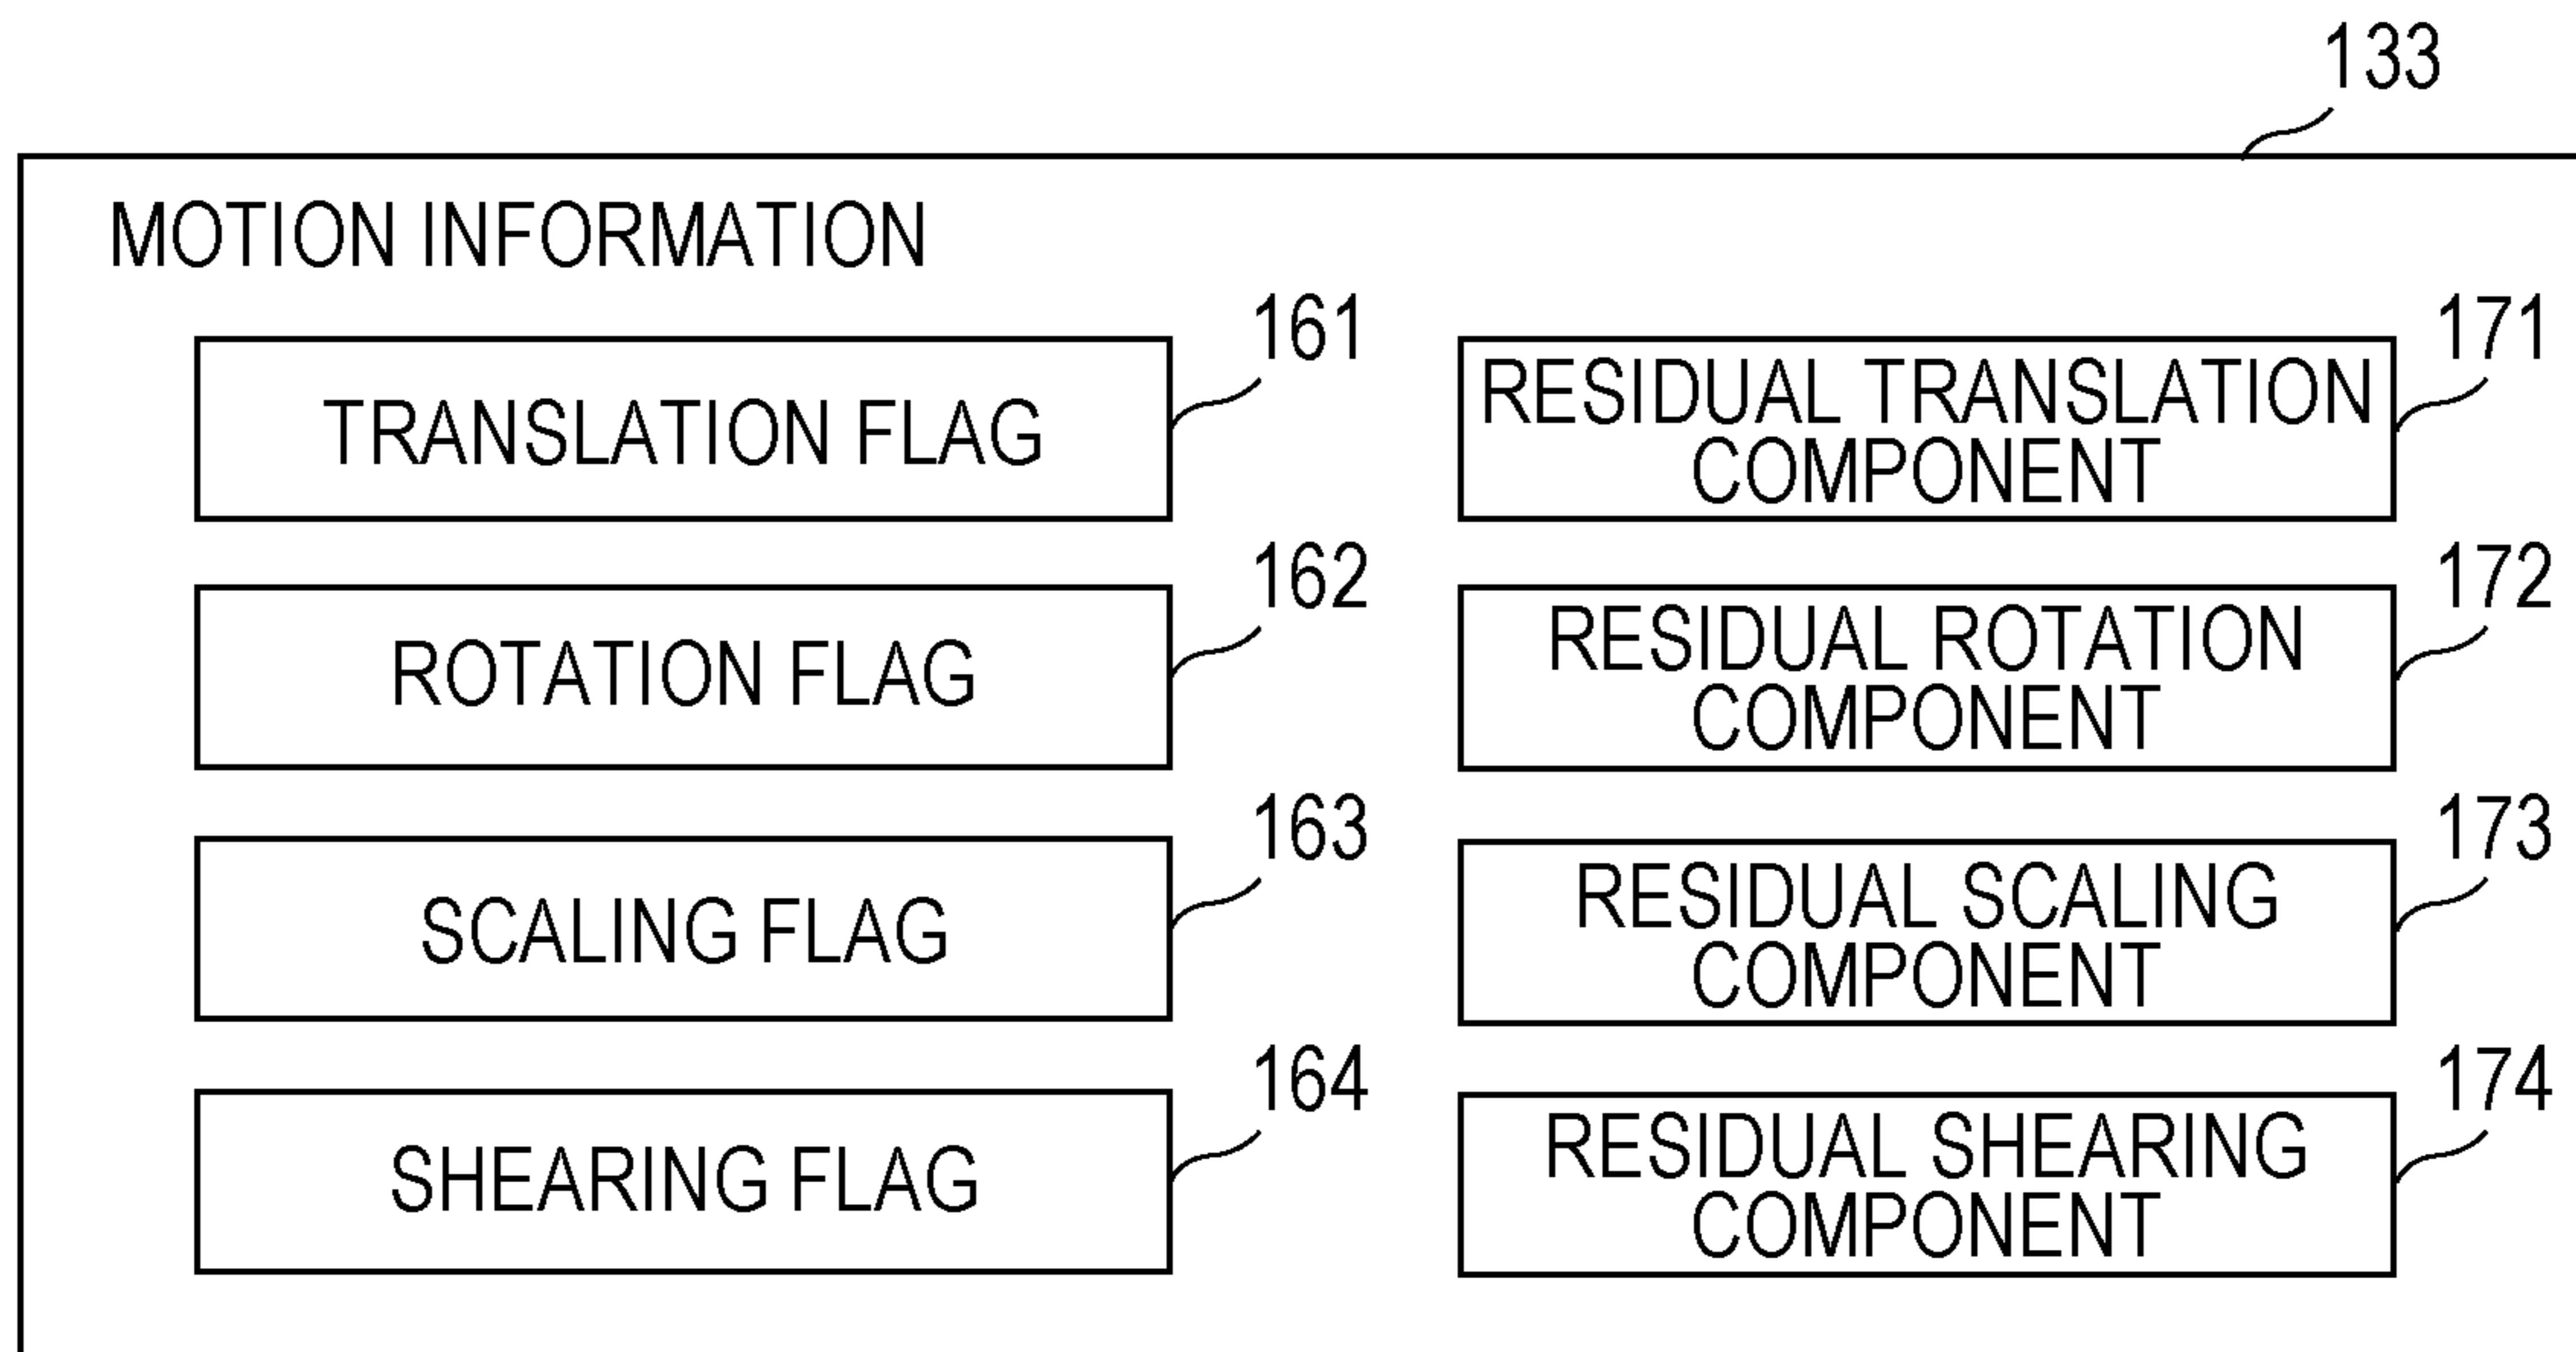 133
MOTION INFORMATION
161
TRANSLATION FLAG
171
RESIDUAL TRANSLATION
COMPONENT
162
ROTATION FLAG
172
RESIDUAL ROTATION
COMPONENT
163
SCALING FLAG
173
RESIDUAL SCALING
COMPONENT
164
SHEARING FLAG
174
RESIDUAL SHEARING
COMPONENT